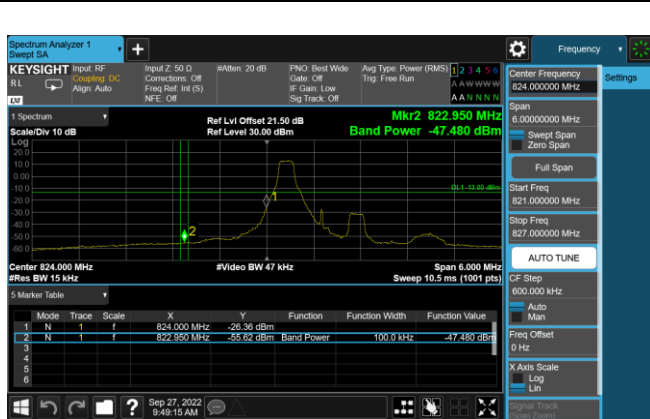 Spectrum Analyzer 1
Swept SA
Frequency
KEYSIGHT
RL
LXI
Input: RF
Coupling: DC
Align: Auto
Input Z: 50 Ω
Corrections: Off
Freq Ref: Int (S)
NFE: Off
#Atten: 20 dB
PNO: Best Wide
Gate: Off
IF Gain: Low
Sig Track: Off
Avg Type: Power (RMS)
Trig: Free Run
1 2 3 4 5 6
A A W W W W
A A N N N N
1 Spectrum
Scale/Div 10 dB
Ref Lvl Offset 21.50 dB
Ref Level 30.00 dBm
Mkr2 822.950 MHz
Band Power -47.480 dBm
Log
20.0
10.0
0.00
-10.0
-20.0
-30.0
-40.0
-50.0
-60.0
DL1 -13.00 dBm
1
2
Center 824.000 MHz
#Res BW 15 kHz
#Video BW 47 kHz
Span 6.000 MHz
Sweep 10.5 ms (1001 pts)
5 Marker Table
Mode Trace Scale X Y Function Function Width Function Value
1 N 1 f 824.000 MHz -26.36 dBm
2 N 1 f 822.950 MHz -55.62 dBm Band Power 100.0 kHz -47.480 dBm
3
4
5
6
Sep 27, 2022
9:49:15 AM
Center Frequency
824.000000 MHz
Settings
Span
6.00000000 MHz
Swept Span
Zero Span
Full Span
Start Freq
821.000000 MHz
Stop Freq
827.000000 MHz
AUTO TUNE
CF Step
600.000 kHz
Auto
Man
Freq Offset
0 Hz
X Axis Scale
Log
Lin
Signal Track
(Span Zoom)